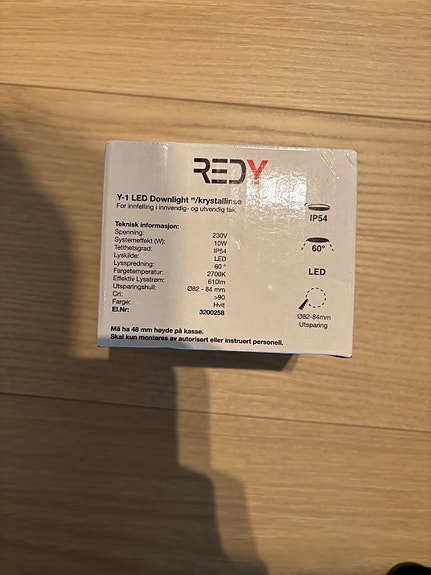 REDY
Y-1 LED Downlight m/krystallinse
For innfelling i innvendig- og utvendig tak.
Teknisk informasjon:
Spenning: 230V
Systemeffekt (W): 10W
Tetthetsgrad: IP54
Lyskilde: LED
Lysspredning: 60 °
Fargetemperatur: 2700K
Effektiv Lysstrøm: 610lm
Utsparingshull: Ø82 - 84 mm
Cri: >90
Farge: Hvit
El.Nr: 3200258
Må ha 48 mm høyde på kasse.
Skal kun monteres av autorisert eller instruert personell.
IP54
60°
LED
Ø82-84mm
Utsparing